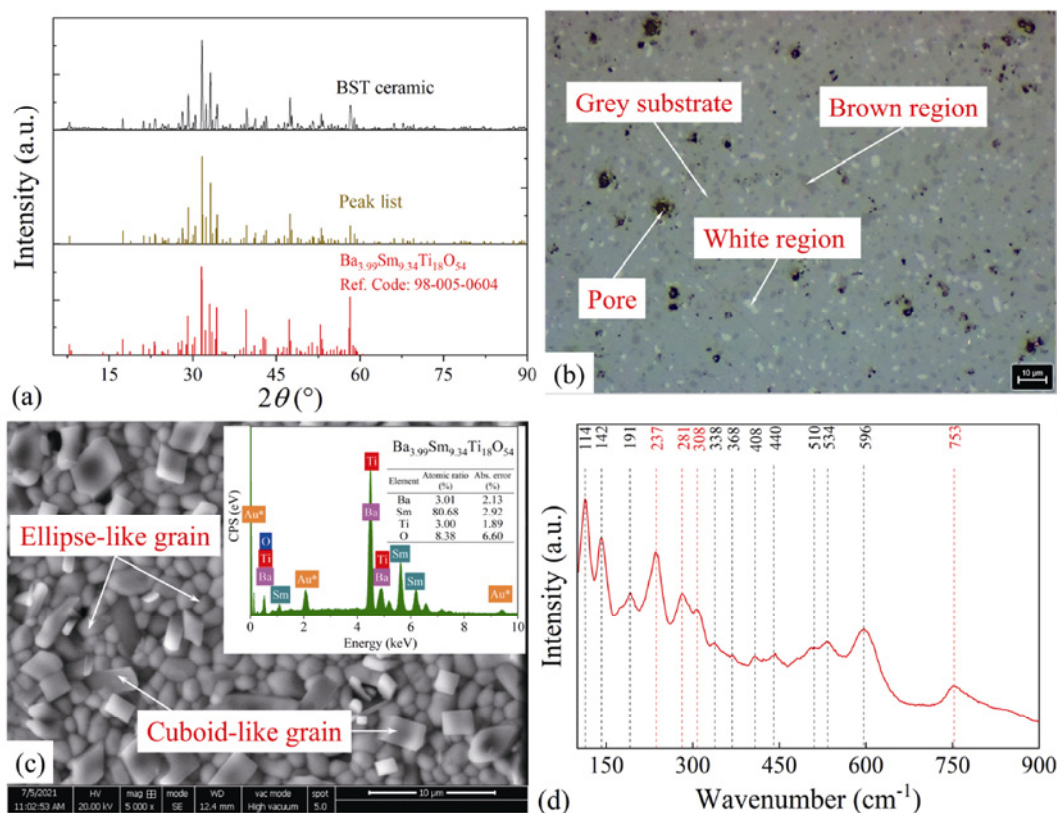 Intensity (a.u.)
BST ceramic
Peak list
Ba3.99Sm9.34Ti18O54
Ref. Code: 98-005-0604
15 30 45 60 75 90
2θ (°)
(a)
Grey substrate
Brown region
White region
Pore
10 μm
(b)
Ellipse-like grain
Cuboid-like grain
Ba3.99Sm9.34Ti18O54
Element Atomic ratio (%) Abs. error (%)
Ba 3.01 2.13
Sm 80.68 2.92
Ti 3.00 1.89
O 8.38 6.60
CPS (eV)
Au*
O
Ti
Ba
Sm
Au*
Ti
Ba
Ti
Ba
Sm
Sm
Au*
0 2 4 6 8 10
Energy (keV)
(c)
7/5/2021 HV mag WD mode vac mode spot
11:02:53 AM 20.00 kV 5 000 x 12.4 mm SE High vacuum 5.0
10 μm
114 142 191 237 281 308 338 368 408 440 510 534 596 753
Intensity (a.u.)
150 300 450 600 750 900
Wavenumber (cm-1)
(d)